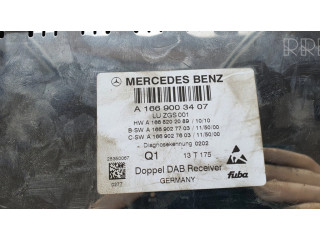 MERCEDES BENZ
A 166 900 34 07
LU ZGS 001
HW A 166 820 20 89 / 10/10
B-SW A 166 902 77 03 / 11/50/00
C-SW A 166 902 76 03 / 11/50/00
Diagnosekennung 0202
Q1 13 T 175
Doppel DAB Receiver
GERMANY
fuba